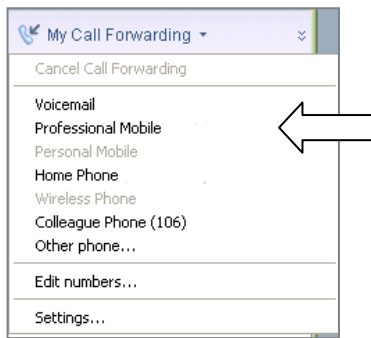 My Call Forwarding
Cancel Call Forwarding
Voicemail
Professional Mobile
Personal Mobile
Home Phone
Wireless Phone
Colleague Phone (106)
Other phone...
Edit numbers...
Settings...